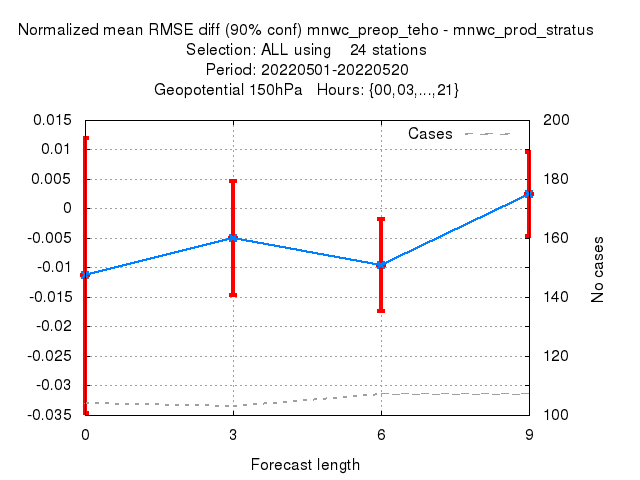 Normalized mean RMSE diff (90% conf) mnwc_preop_teho - mnwc_prod_stratus
Selection: ALL using    24 stations
Period: 20220501-20220520
Geopotential 150hPa   Hours: {00,03,...,21}
Cases
0.015
0.01
0.005
0
-0.005
-0.01
-0.015
-0.02
-0.025
-0.03
-0.035
200
180
160
140
120
100
No cases
0 3 6 9
Forecast length